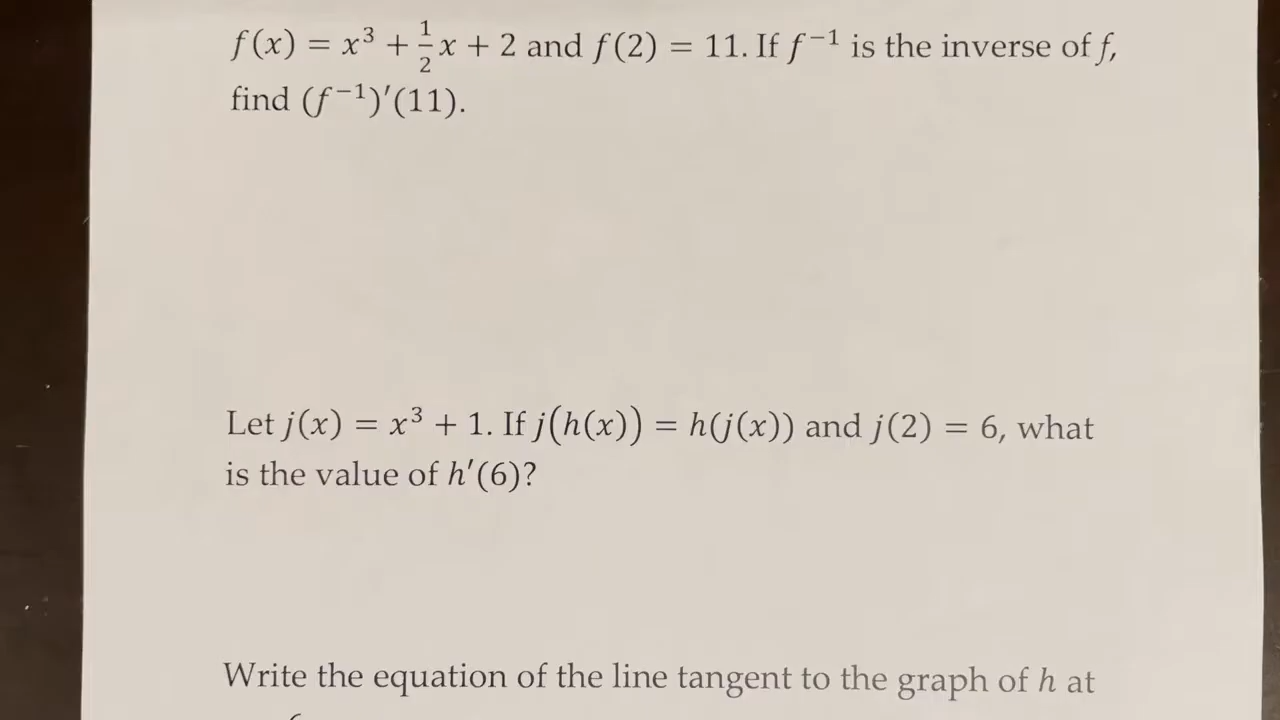 f(x) = x³ + 1/2 x + 2 and f(2) = 11. If f⁻¹ is the inverse of f,
find (f⁻¹)′(11).
Let j(x) = x³ + 1. If j(h(x)) = h(j(x)) and j(2) = 6, what
is the value of h′(6)?
Write the equation of the line tangent to the graph of h at